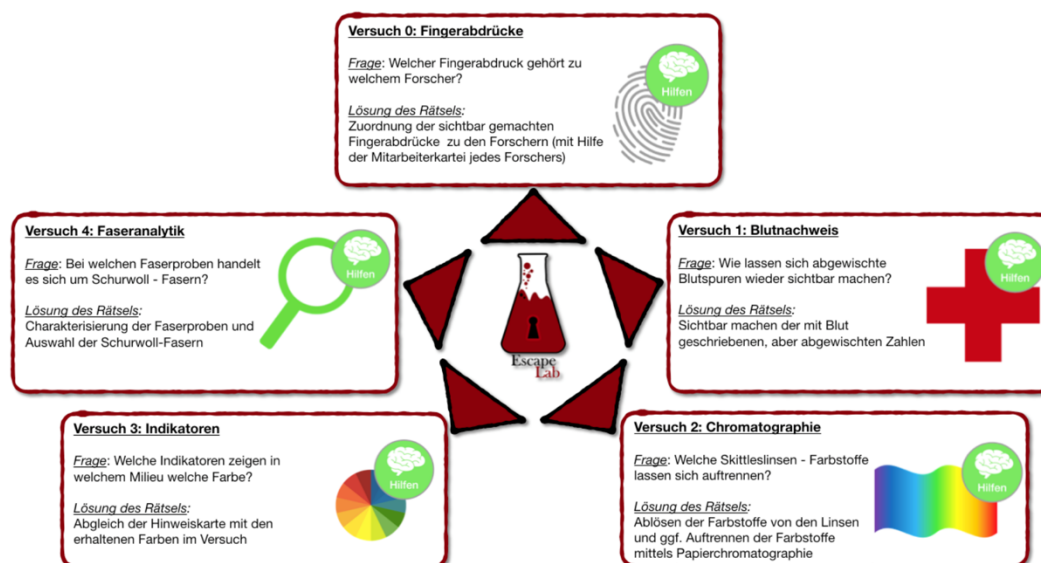 Versuch 0: Fingerabdrücke
Frage: Welcher Fingerabdruck gehört zu
welchem Forscher?
Lösung des Rätsels:
Zuordnung der sichtbar gemachten
Fingerabdrücke zu den Forschern (mit Hilfe
der Mitarbeiterkartei jedes Forschers)
Hilfen
Versuch 4: Faseranalytik
Frage: Bei welchen Faserproben handelt
es sich um Schurwoll - Fasern?
Lösung des Rätsels:
Charakterisierung der Faserproben und
Auswahl der Schurwoll-Fasern
Hilfen
Escape
Lab
Versuch 1: Blutnachweis
Frage: Wie lassen sich abgewischte
Blutspuren wieder sichtbar machen?
Lösung des Rätsels:
Sichtbar machen der mit Blut
geschriebenen, aber abgewischten Zahlen
Hilfen
Versuch 3: Indikatoren
Frage: Welche Indikatoren zeigen in
welchem Milieu welche Farbe?
Lösung des Rätsels:
Abgleich der Hinweiskarte mit den
erhaltenen Farben im Versuch
Hilfen
Versuch 2: Chromatographie
Frage: Welche Skittleslinsen - Farbstoffe
lassen sich auftrennen?
Lösung des Rätsels:
Ablösen der Farbstoffe von den Linsen
und ggf. Auftrennen der Farbstoffe
mittels Papierchromatographie
Hilfen